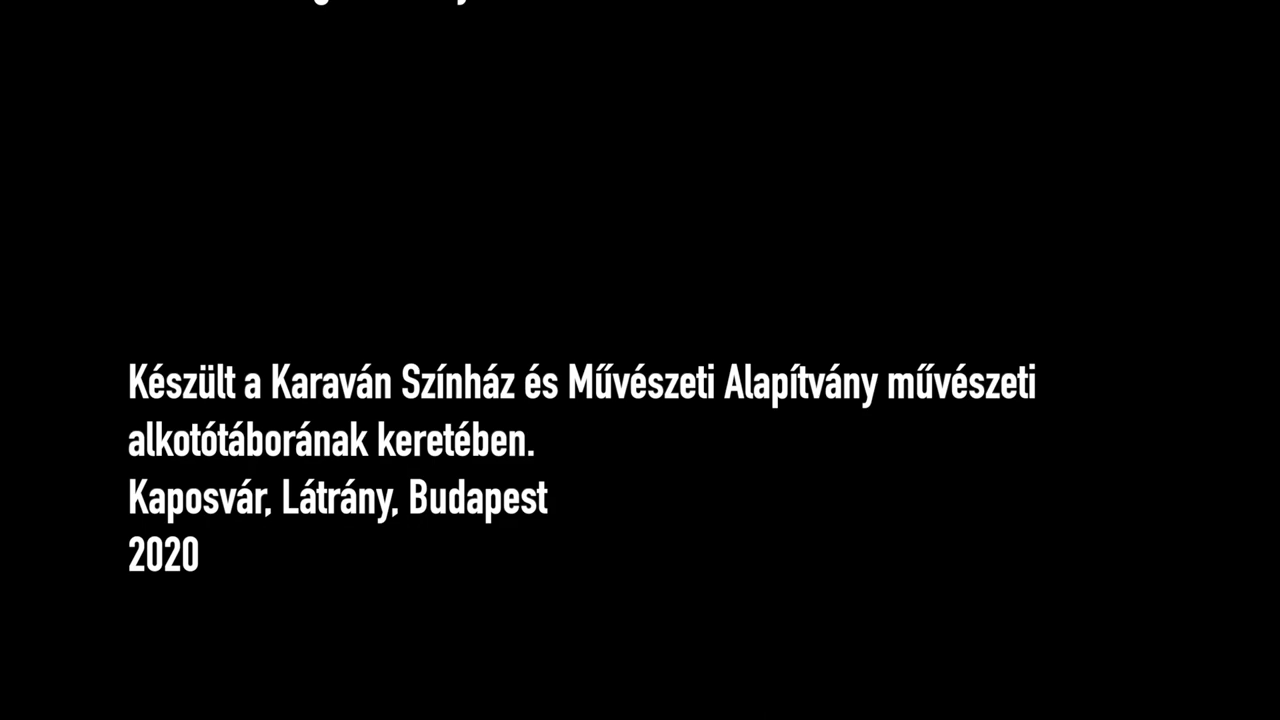 Készült a Karaván Színház és Művészeti Alapítvány művészeti
alkotótáborának keretében.
Kaposvár, Látrány, Budapest
2020